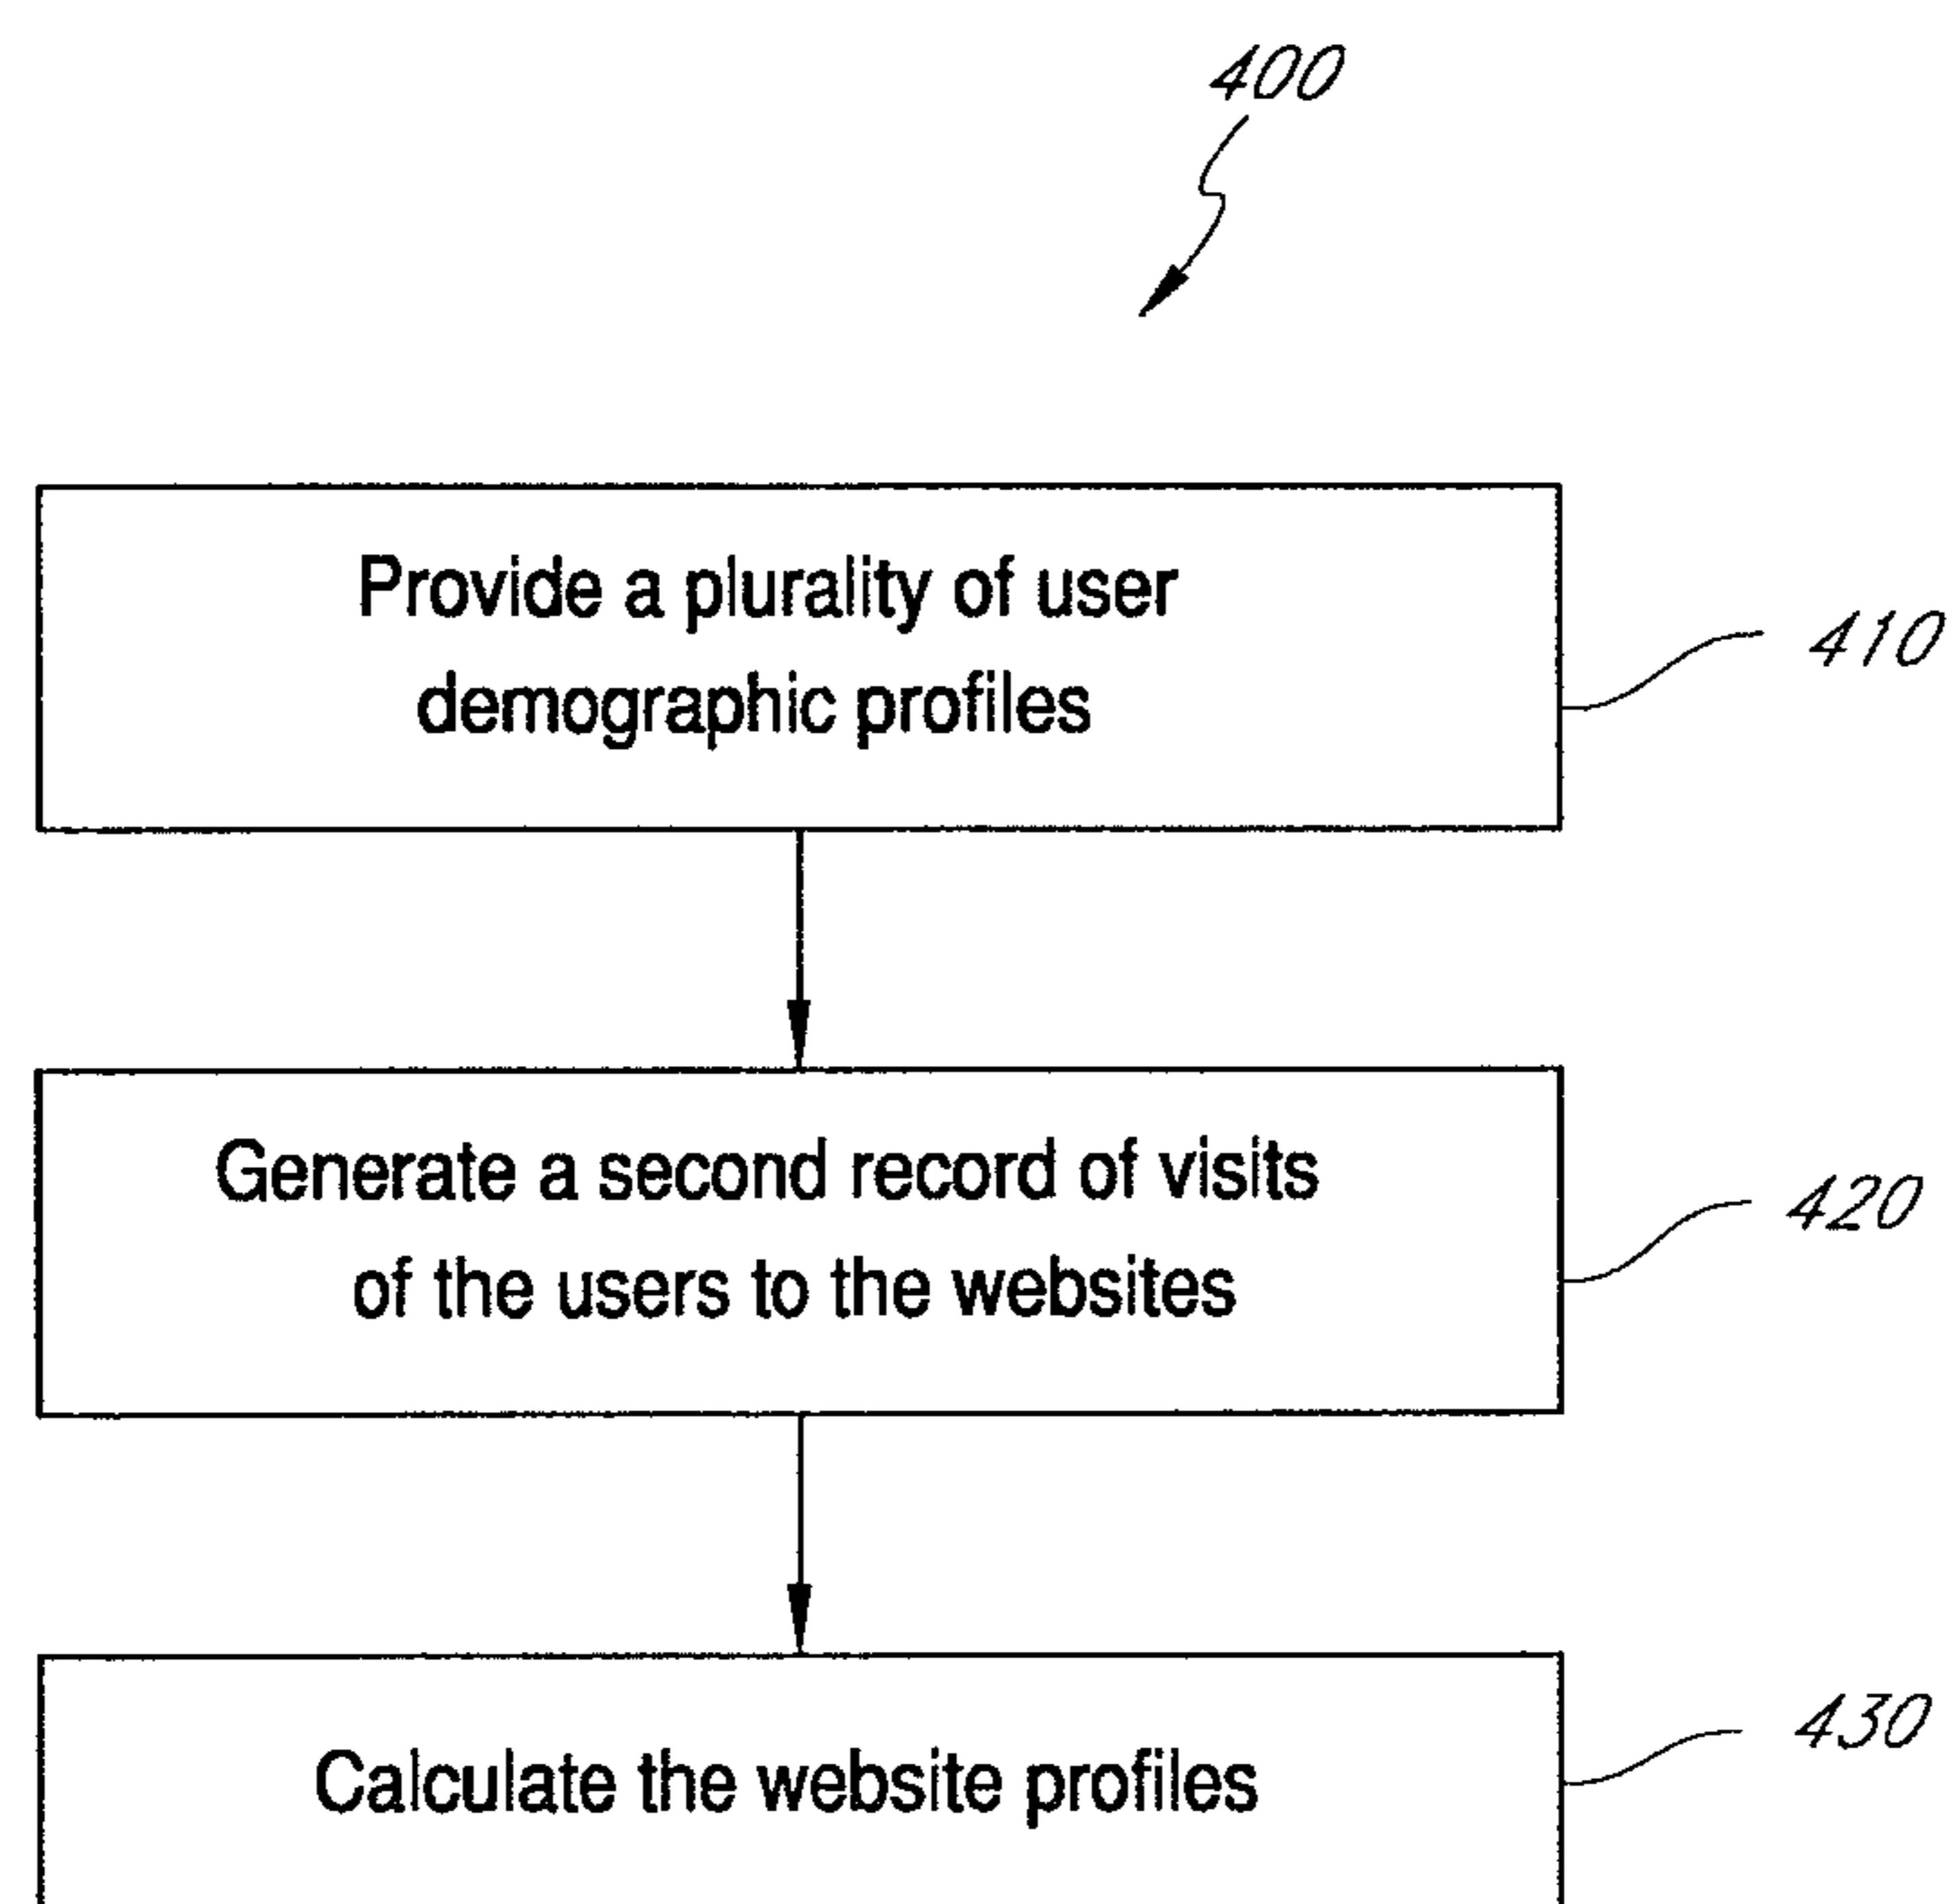 400
Provide a plurality of user
demographic profiles
410
Generate a second record of visits
of the users to the websites
420
Calculate the website profiles
430